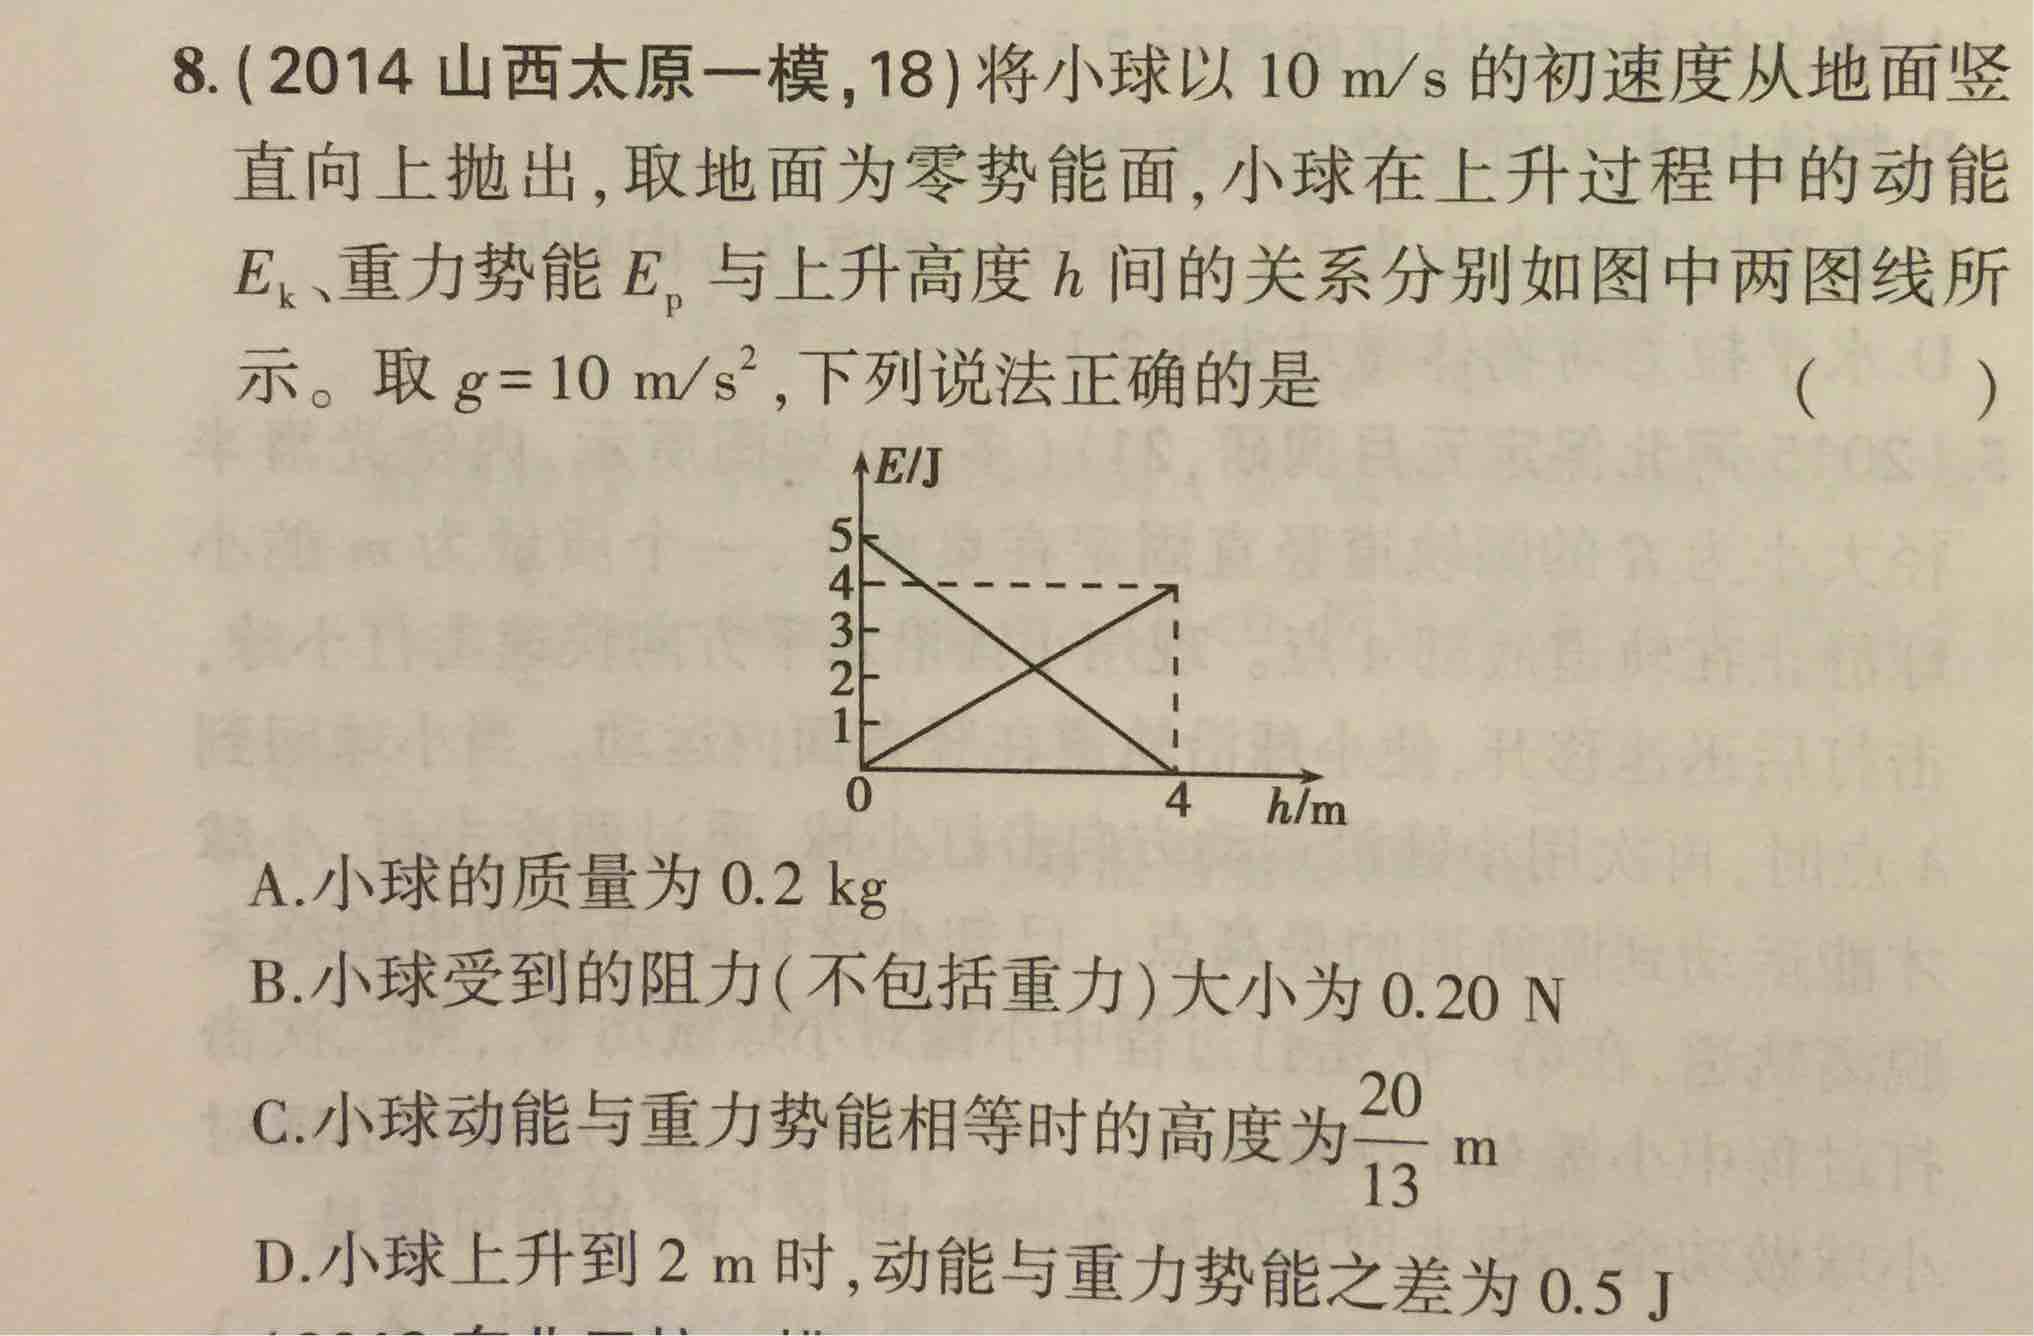 8.(2014 山西太原一模,18)将小球以 10 m/s 的初速度从地面竖
直向上抛出,取地面为零势能面,小球在上升过程中的动能
Eₖ、重力势能 Eₚ 与上升高度 h 间的关系分别如图中两图线所
示。取 g=10 m/s²,下列说法正确的是 (    )
E/J
5
4
3
2
1
0
4
h/m
A.小球的质量为 0.2 kg
B.小球受到的阻力(不包括重力)大小为 0.20 N
C.小球动能与重力势能相等时的高度为 20/13 m
D.小球上升到 2 m 时,动能与重力势能之差为 0.5 J